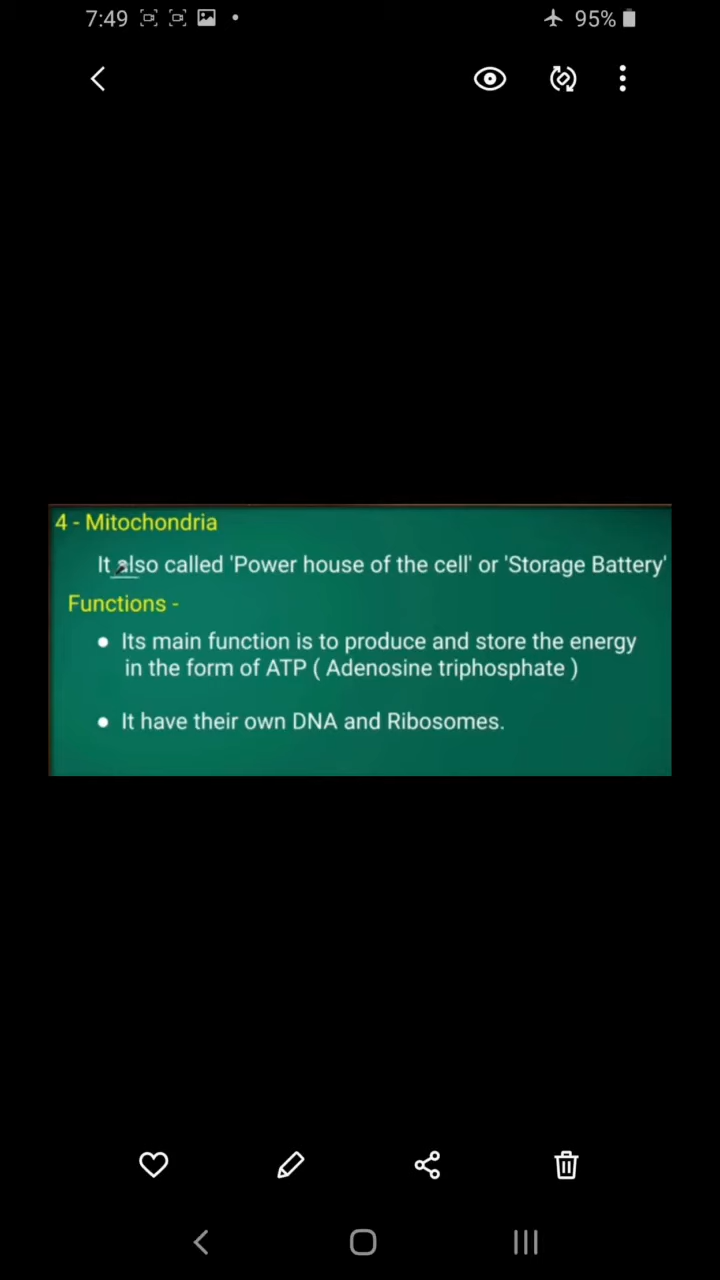 7:49 95%
4 - Mitochondria
It also called 'Power house of the cell' or 'Storage Battery'
Functions -
• Its main function is to produce and store the energy
in the form of ATP ( Adenosine triphosphate )
• It have their own DNA and Ribosomes.